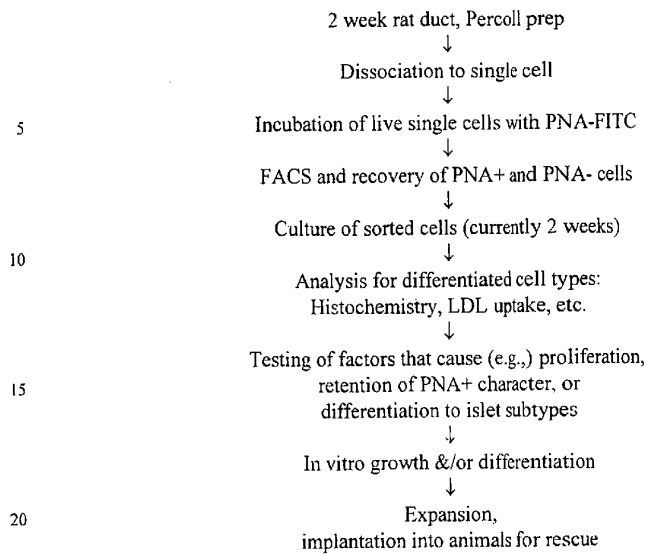 2 week rat duct, Percoll prep
↓
Dissociation to single cell
↓
5 Incubation of live single cells with PNA-FITC
↓
FACS and recovery of PNA+ and PNA- cells
↓
Culture of sorted cells (currently 2 weeks)
10 ↓
Analysis for differentiated cell types:
Histochemistry, LDL uptake, etc.
↓
Testing of factors that cause (e.g.,) proliferation,
15 retention of PNA+ character, or
differentiation to islet subtypes
↓
In vitro growth &/or differentiation
↓
20 Expansion,
implantation into animals for rescue